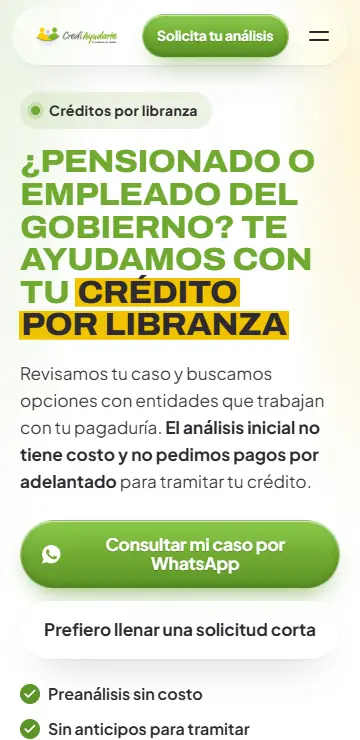 CrediAyudarte
Solicita tu análisis
Créditos por libranza
¿PENSIONADO O
EMPLEADO DEL
GOBIERNO? TE
AYUDAMOS CON
TU CRÉDITO
POR LIBRANZA
Revisamos tu caso y buscamos
opciones con entidades que trabajan
con tu pagaduría. El análisis inicial no
tiene costo y no pedimos pagos por
adelantado para tramitar tu crédito.
Consultar mi caso por
WhatsApp
Prefiero llenar una solicitud corta
Preanálisis sin costo
Sin anticipos para tramitar